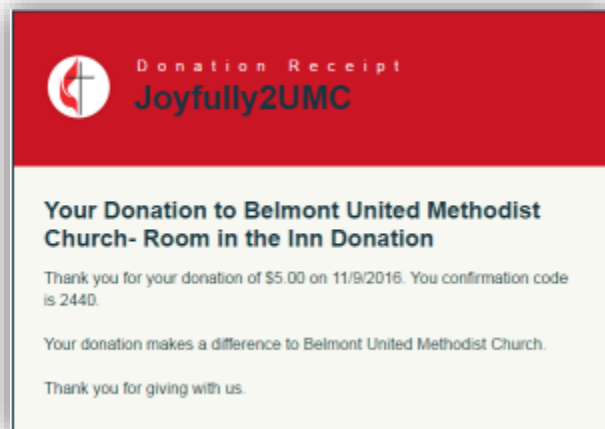 Donation Receipt
Joyfully2UMC
Your Donation to Belmont United Methodist
Church- Room in the Inn Donation
Thank you for your donation of $5.00 on 11/9/2016. You confirmation code
is 2440.
Your donation makes a difference to Belmont United Methodist Church.
Thank you for giving with us.